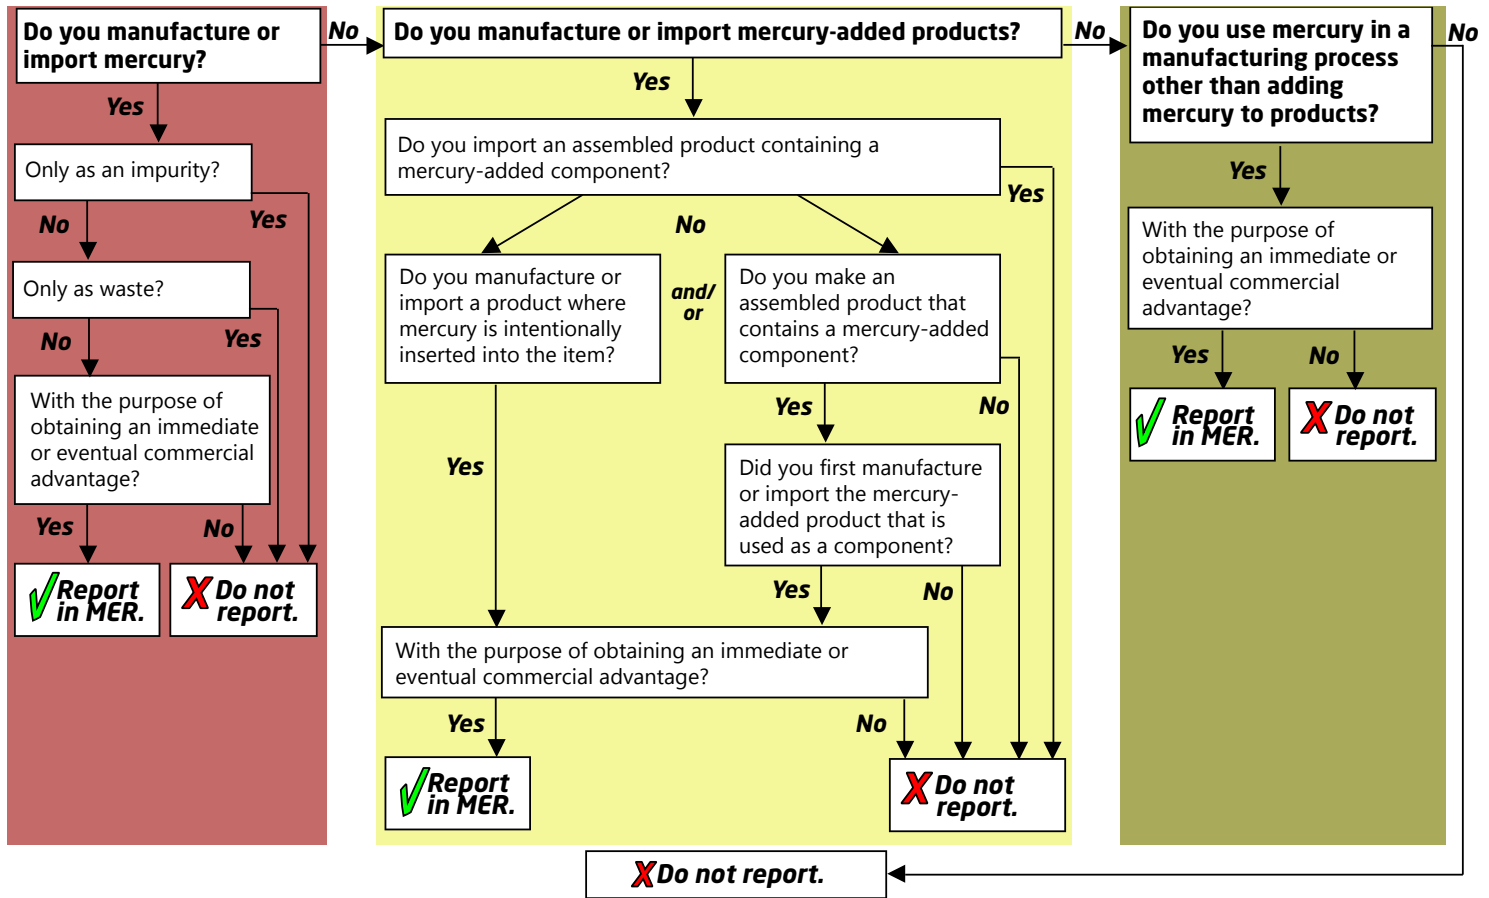 Do you manufacture or
import mercury?
No
Yes
Only as an impurity?
Yes
No
Only as waste?
Yes
No
With the purpose of
obtaining an immediate
or eventual commercial
advantage?
Yes
No
Report
in MER.
X Do not
report.
Do you manufacture or import mercury-added products?
No
Yes
Do you import an assembled product containing a
mercury-added component?
Yes
No
Do you manufacture or
import a product where
mercury is intentionally
inserted into the item?
and/
or
Do you make an
assembled product that
contains a mercury-added
component?
Yes
No
Yes
Did you first manufacture
or import the mercury-
added product that is
used as a component?
Yes
No
With the purpose of obtaining an immediate or
eventual commercial advantage?
Yes
No
Report
in MER.
X Do not
report.
Do you use mercury in a
manufacturing process
other than adding
mercury to products?
No
Yes
With the purpose of
obtaining an immediate or
eventual commercial
advantage?
Yes
No
Report
in MER.
X Do not
report.
X Do not report.